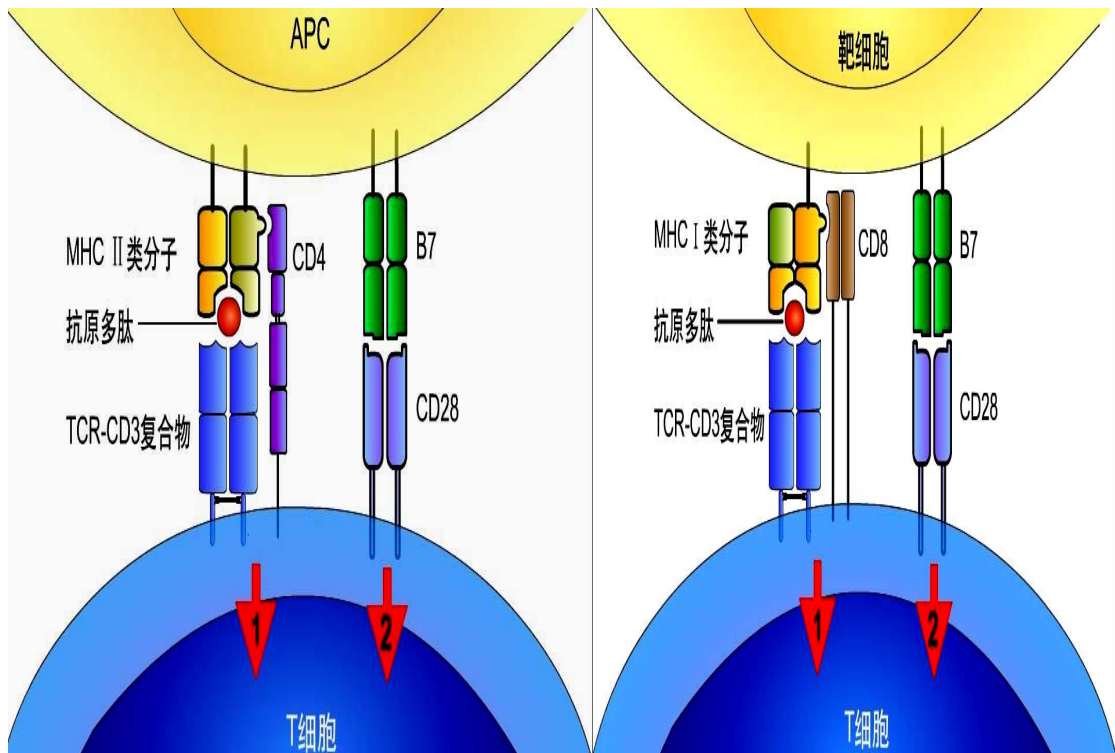 APC
MHC Ⅱ类分子
CD4
B7
抗原多肽
TCR-CD3复合物
CD28
1
2
T细胞
靶细胞
MHC Ⅰ类分子
CD8
B7
抗原多肽
TCR-CD3复合物
CD28
1
2
T细胞